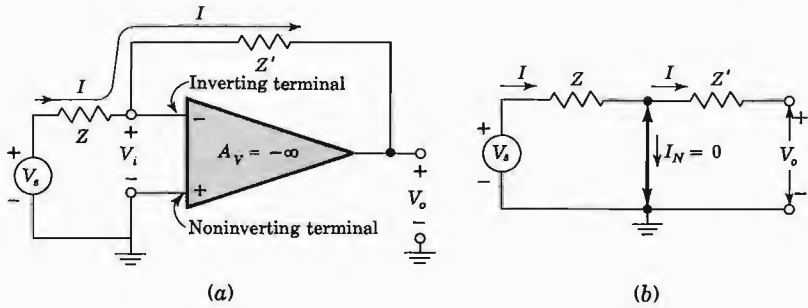 I
I
Z
Z'
Inverting terminal
+
V_i
−
−
A_V = −∞
+
Noninverting terminal
+
V_s
−
+
V_o
−
(a)
I
Z
I
Z'
+
V_s
−
I_N = 0
+
V_o
−
(b)